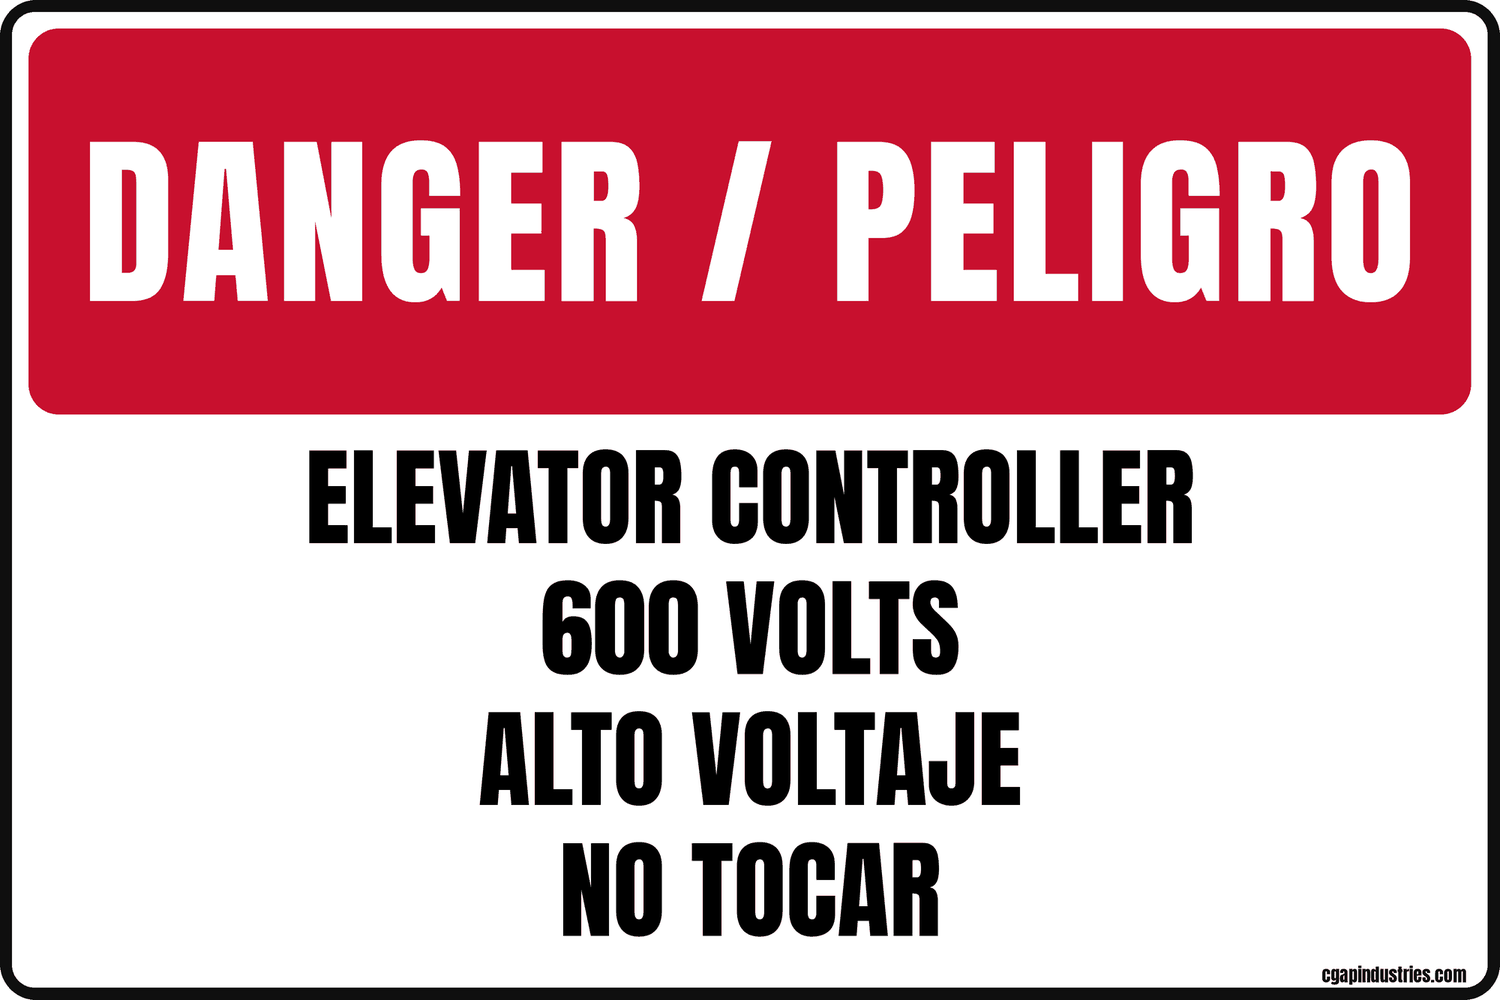 DANGER / PELIGRO
ELEVATOR CONTROLLER
600 VOLTS
ALTO VOLTAJE
NO TOCAR
cgapindustries.com